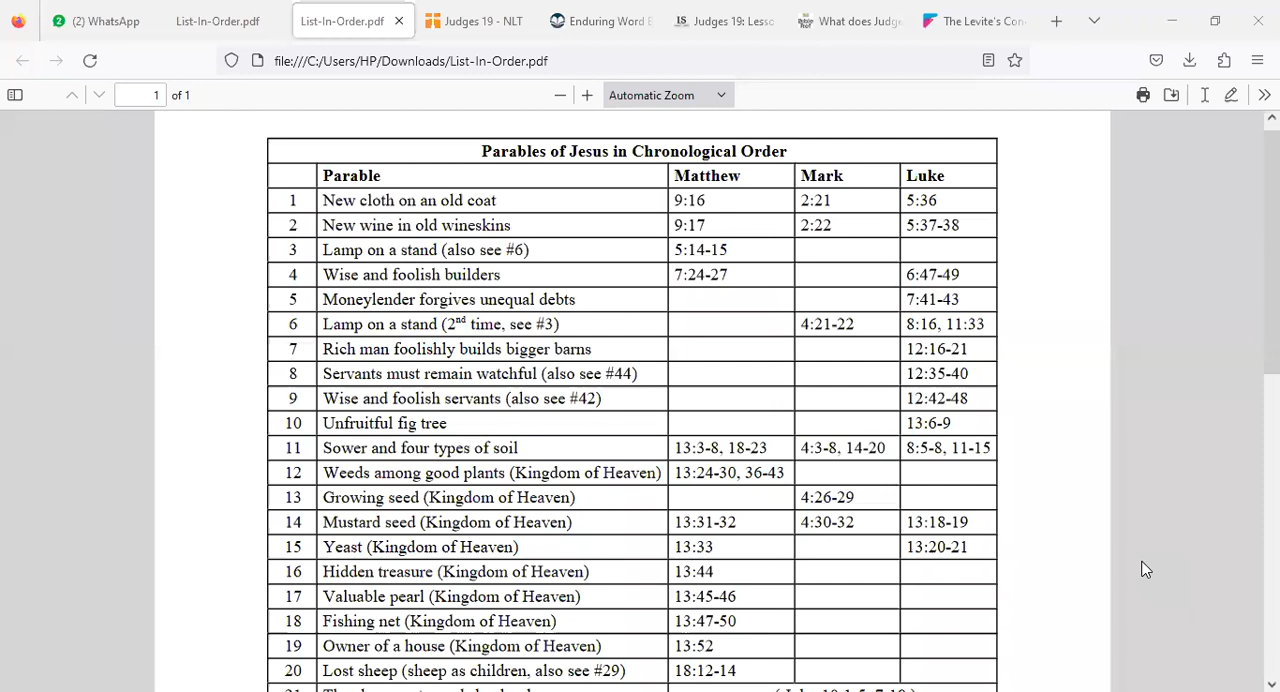 (2) WhatsApp List-In-Order.pdf List-In-Order.pdf Judges 19 - NLT Enduring Word Judges 19: Lesso What does Judge The Levite's Con
file:///C:/Users/HP/Downloads/List-In-Order.pdf
1 of 1 Automatic Zoom
Parables of Jesus in Chronological Order
Parable Matthew Mark Luke
1 New cloth on an old coat 9:16 2:21 5:36
2 New wine in old wineskins 9:17 2:22 5:37-38
3 Lamp on a stand (also see #6) 5:14-15
4 Wise and foolish builders 7:24-27 6:47-49
5 Moneylender forgives unequal debts 7:41-43
6 Lamp on a stand (2nd time, see #3) 4:21-22 8:16, 11:33
7 Rich man foolishly builds bigger barns 12:16-21
8 Servants must remain watchful (also see #44) 12:35-40
9 Wise and foolish servants (also see #42) 12:42-48
10 Unfruitful fig tree 13:6-9
11 Sower and four types of soil 13:3-8, 18-23 4:3-8, 14-20 8:5-8, 11-15
12 Weeds among good plants (Kingdom of Heaven) 13:24-30, 36-43
13 Growing seed (Kingdom of Heaven) 4:26-29
14 Mustard seed (Kingdom of Heaven) 13:31-32 4:30-32 13:18-19
15 Yeast (Kingdom of Heaven) 13:33 13:20-21
16 Hidden treasure (Kingdom of Heaven) 13:44
17 Valuable pearl (Kingdom of Heaven) 13:45-46
18 Fishing net (Kingdom of Heaven) 13:47-50
19 Owner of a house (Kingdom of Heaven) 13:52
20 Lost sheep (sheep as children, also see #29) 18:12-14